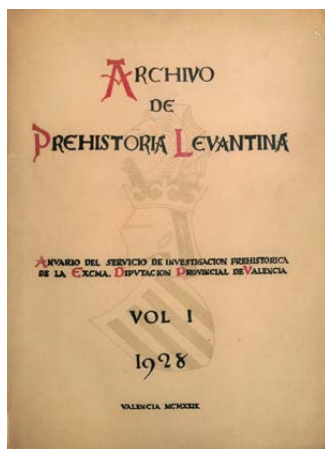 ARCHIVO
DE
PREHISTORIA LEVANTINA
ANVARIO DEL SERVICIO DE INVESTIGACION PREHISTORICA
DE LA EXCMA. DIPVTACION PROVINCIAL DE VALENCIA
VOL I
1928
VALENCIA MCMXXIX